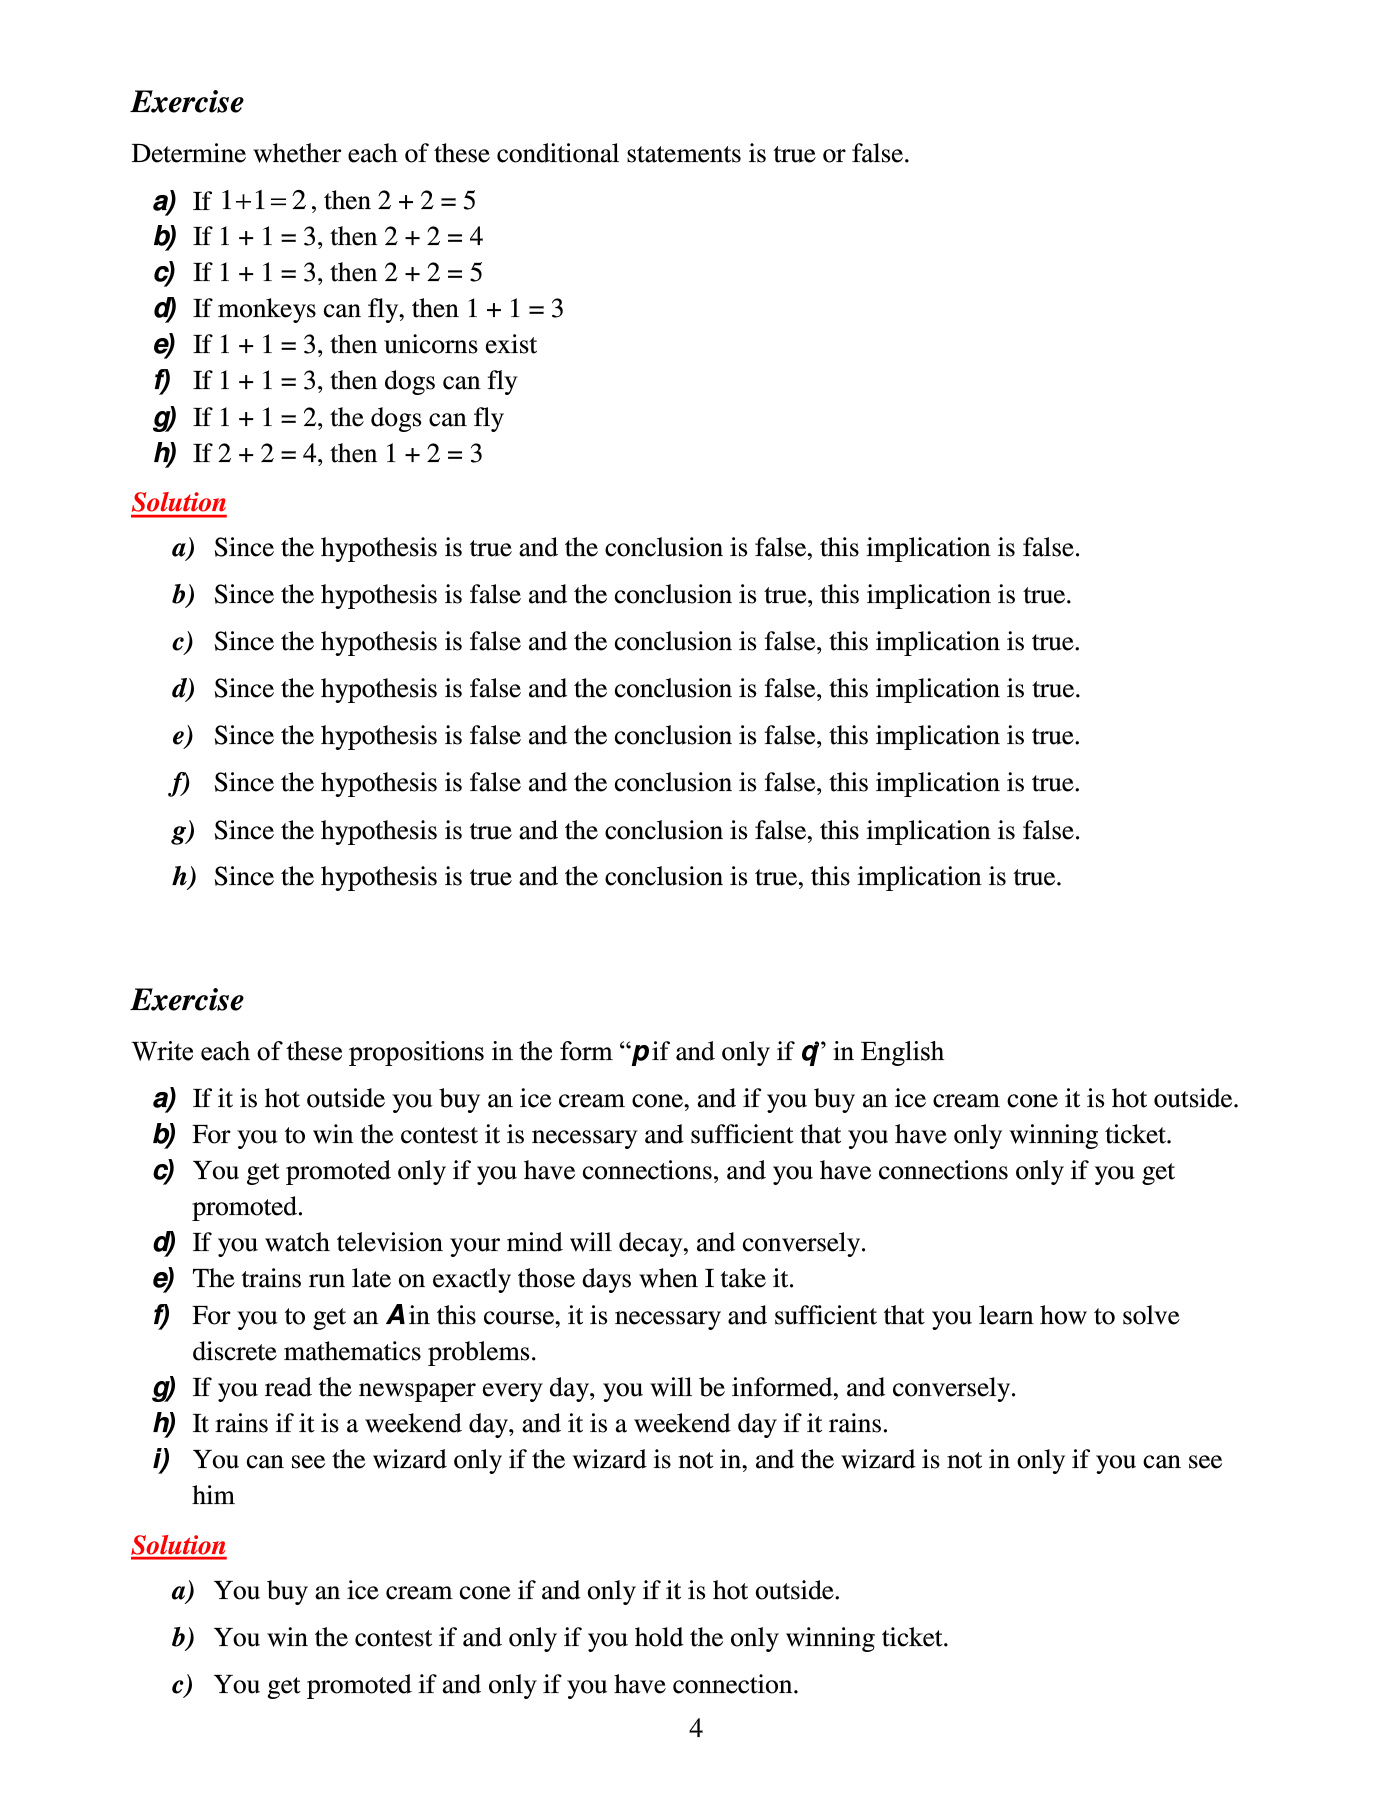 Exercise
Determine whether each of these conditional statements is true or false.
a) If 1+1=2, then 2 + 2 = 5
b) If 1 + 1 = 3, then 2 + 2 = 4
c) If 1 + 1 = 3, then 2 + 2 = 5
d) If monkeys can fly, then 1 + 1 = 3
e) If 1 + 1 = 3, then unicorns exist
f) If 1 + 1 = 3, then dogs can fly
g) If 1 + 1 = 2, the dogs can fly
h) If 2 + 2 = 4, then 1 + 2 = 3
Solution
a) Since the hypothesis is true and the conclusion is false, this implication is false.
b) Since the hypothesis is false and the conclusion is true, this implication is true.
c) Since the hypothesis is false and the conclusion is false, this implication is true.
d) Since the hypothesis is false and the conclusion is false, this implication is true.
e) Since the hypothesis is false and the conclusion is false, this implication is true.
f) Since the hypothesis is false and the conclusion is false, this implication is true.
g) Since the hypothesis is true and the conclusion is false, this implication is false.
h) Since the hypothesis is true and the conclusion is true, this implication is true.
Exercise
Write each of these propositions in the form “p if and only if q” in English
a) If it is hot outside you buy an ice cream cone, and if you buy an ice cream cone it is hot outside.
b) For you to win the contest it is necessary and sufficient that you have only winning ticket.
c) You get promoted only if you have connections, and you have connections only if you get
promoted.
d) If you watch television your mind will decay, and conversely.
e) The trains run late on exactly those days when I take it.
f) For you to get an A in this course, it is necessary and sufficient that you learn how to solve
discrete mathematics problems.
g) If you read the newspaper every day, you will be informed, and conversely.
h) It rains if it is a weekend day, and it is a weekend day if it rains.
i) You can see the wizard only if the wizard is not in, and the wizard is not in only if you can see
him
Solution
a) You buy an ice cream cone if and only if it is hot outside.
b) You win the contest if and only if you hold the only winning ticket.
c) You get promoted if and only if you have connection.
4